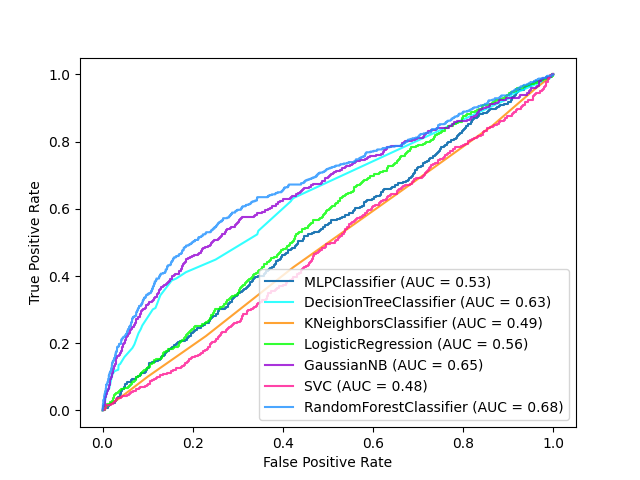 1.0
0.8
0.6
0.4
0.2
0.0
True Positive Rate
MLPClassifier (AUC = 0.53)
DecisionTreeClassifier (AUC = 0.63)
KNeighborsClassifier (AUC = 0.49)
LogisticRegression (AUC = 0.56)
GaussianNB (AUC = 0.65)
SVC (AUC = 0.48)
RandomForestClassifier (AUC = 0.68)
0.0 0.2 0.4 0.6 0.8 1.0
False Positive Rate